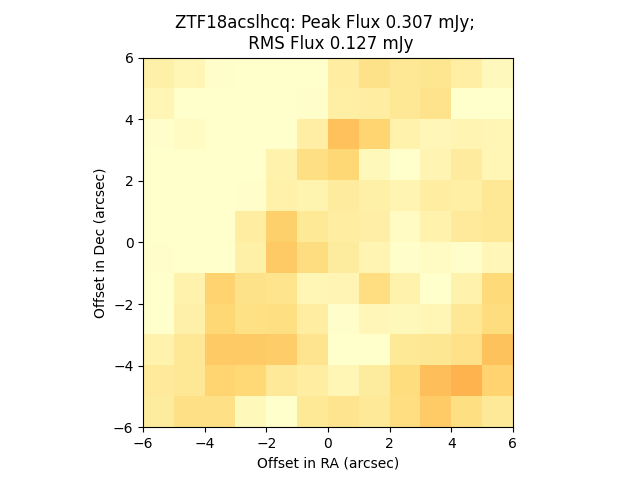 ZTF18acslhcq: Peak Flux 0.307 mJy;
RMS Flux 0.127 mJy
6
4
2
0
−2
−4
−6
Offset in Dec (arcsec)
−6 −4 −2 0 2 4 6
Offset in RA (arcsec)